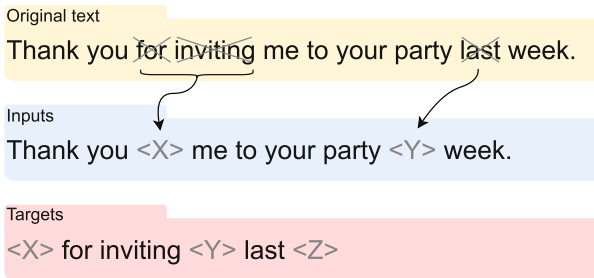 Original text
Thank you for inviting me to your party last week.
Inputs
Thank you <X> me to your party <Y> week.
Targets
<X> for inviting <Y> last <Z>